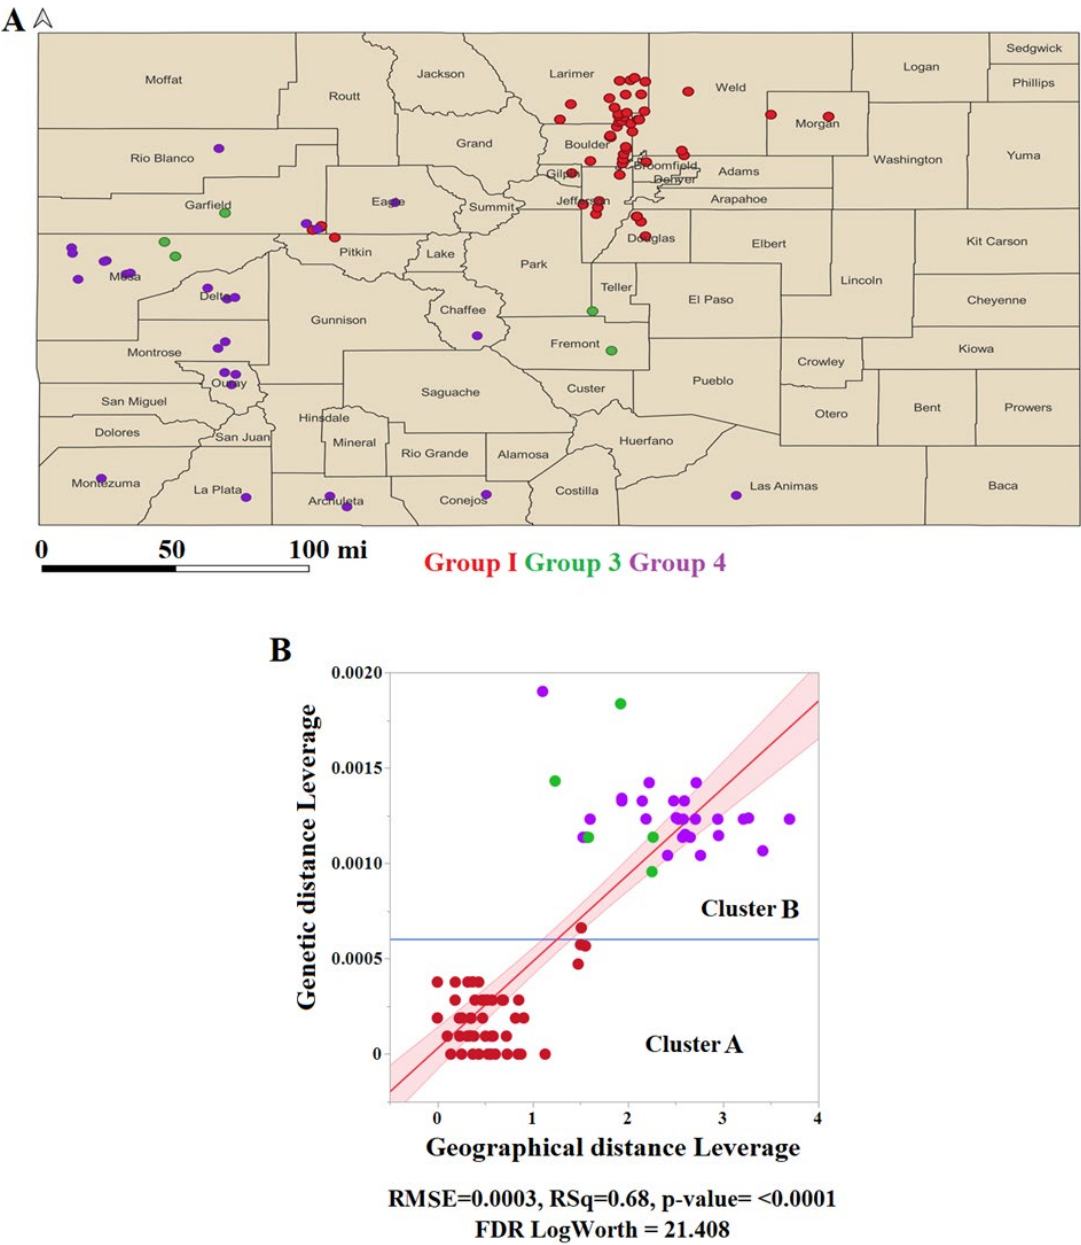 A
Sedgwick
Moffat
Jackson
Larimer
Logan
Phillips
Routt
Weld
Morgan
Grand
Boulder
Rio Blanco
Broomfield
Washington
Yuma
Gilpin
Adams
Denver
Garfield
Eagle
Summit
Jefferson
Arapahoe
Douglas
Elbert
Kit Carson
Pitkin
Lake
Park
Mesa
Lincoln
Teller
Delta
El Paso
Cheyenne
Gunnison
Chaffee
Montrose
Fremont
Kiowa
Crowley
Ouray
Pueblo
Saguache
Custer
San Miguel
Bent
Prowers
Otero
Hinsdale
Dolores
San Juan
Mineral
Huerfano
Rio Grande
Alamosa
Montezuma
La Plata
Archuleta
Conejos
Costilla
Las Animas
Baca
0 50 100 mi
Group I Group 3 Group 4
B
0.0020
0.0015
0.0010
0.0005
0
Genetic distance Leverage
Cluster B
Cluster A
0 1 2 3 4
Geographical distance Leverage
RMSE=0.0003, RSq=0.68, p-value= <0.0001
FDR LogWorth = 21.408